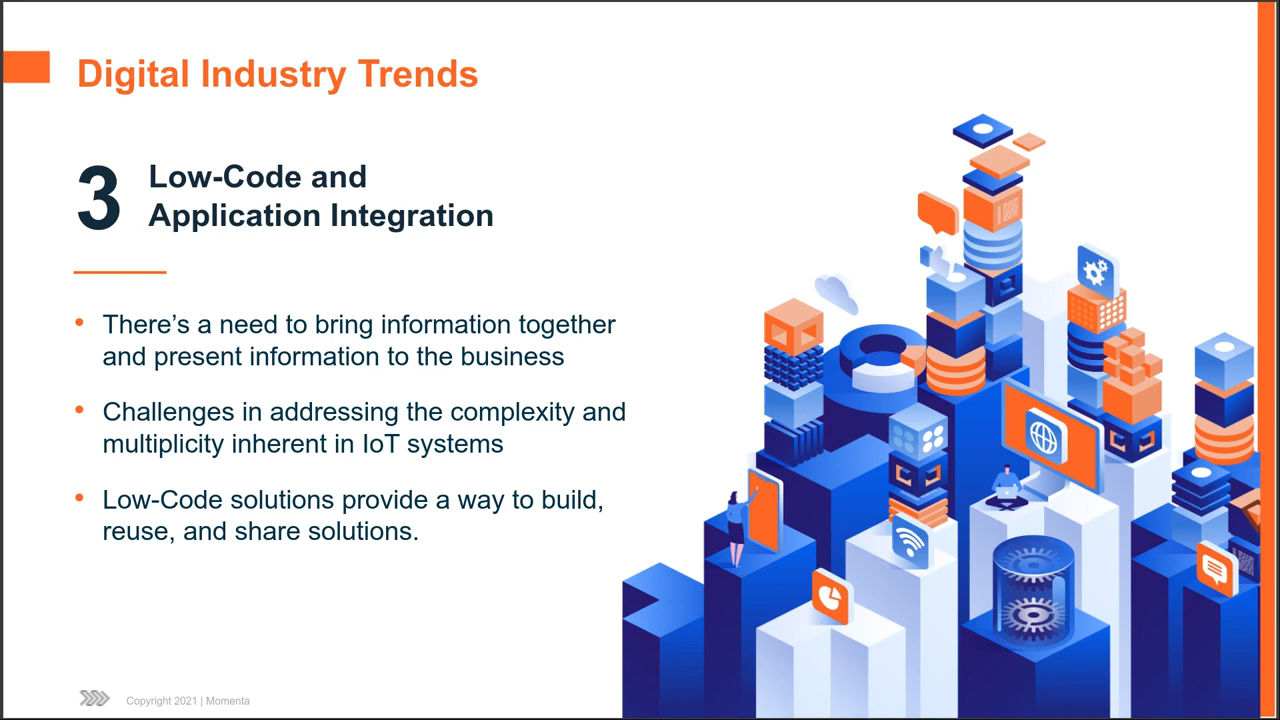 Digital Industry Trends
3
Low-Code and
Application Integration
• There’s a need to bring information together
and present information to the business
• Challenges in addressing the complexity and
multiplicity inherent in IoT systems
• Low-Code solutions provide a way to build,
reuse, and share solutions.
Copyright 2021 | Momenta